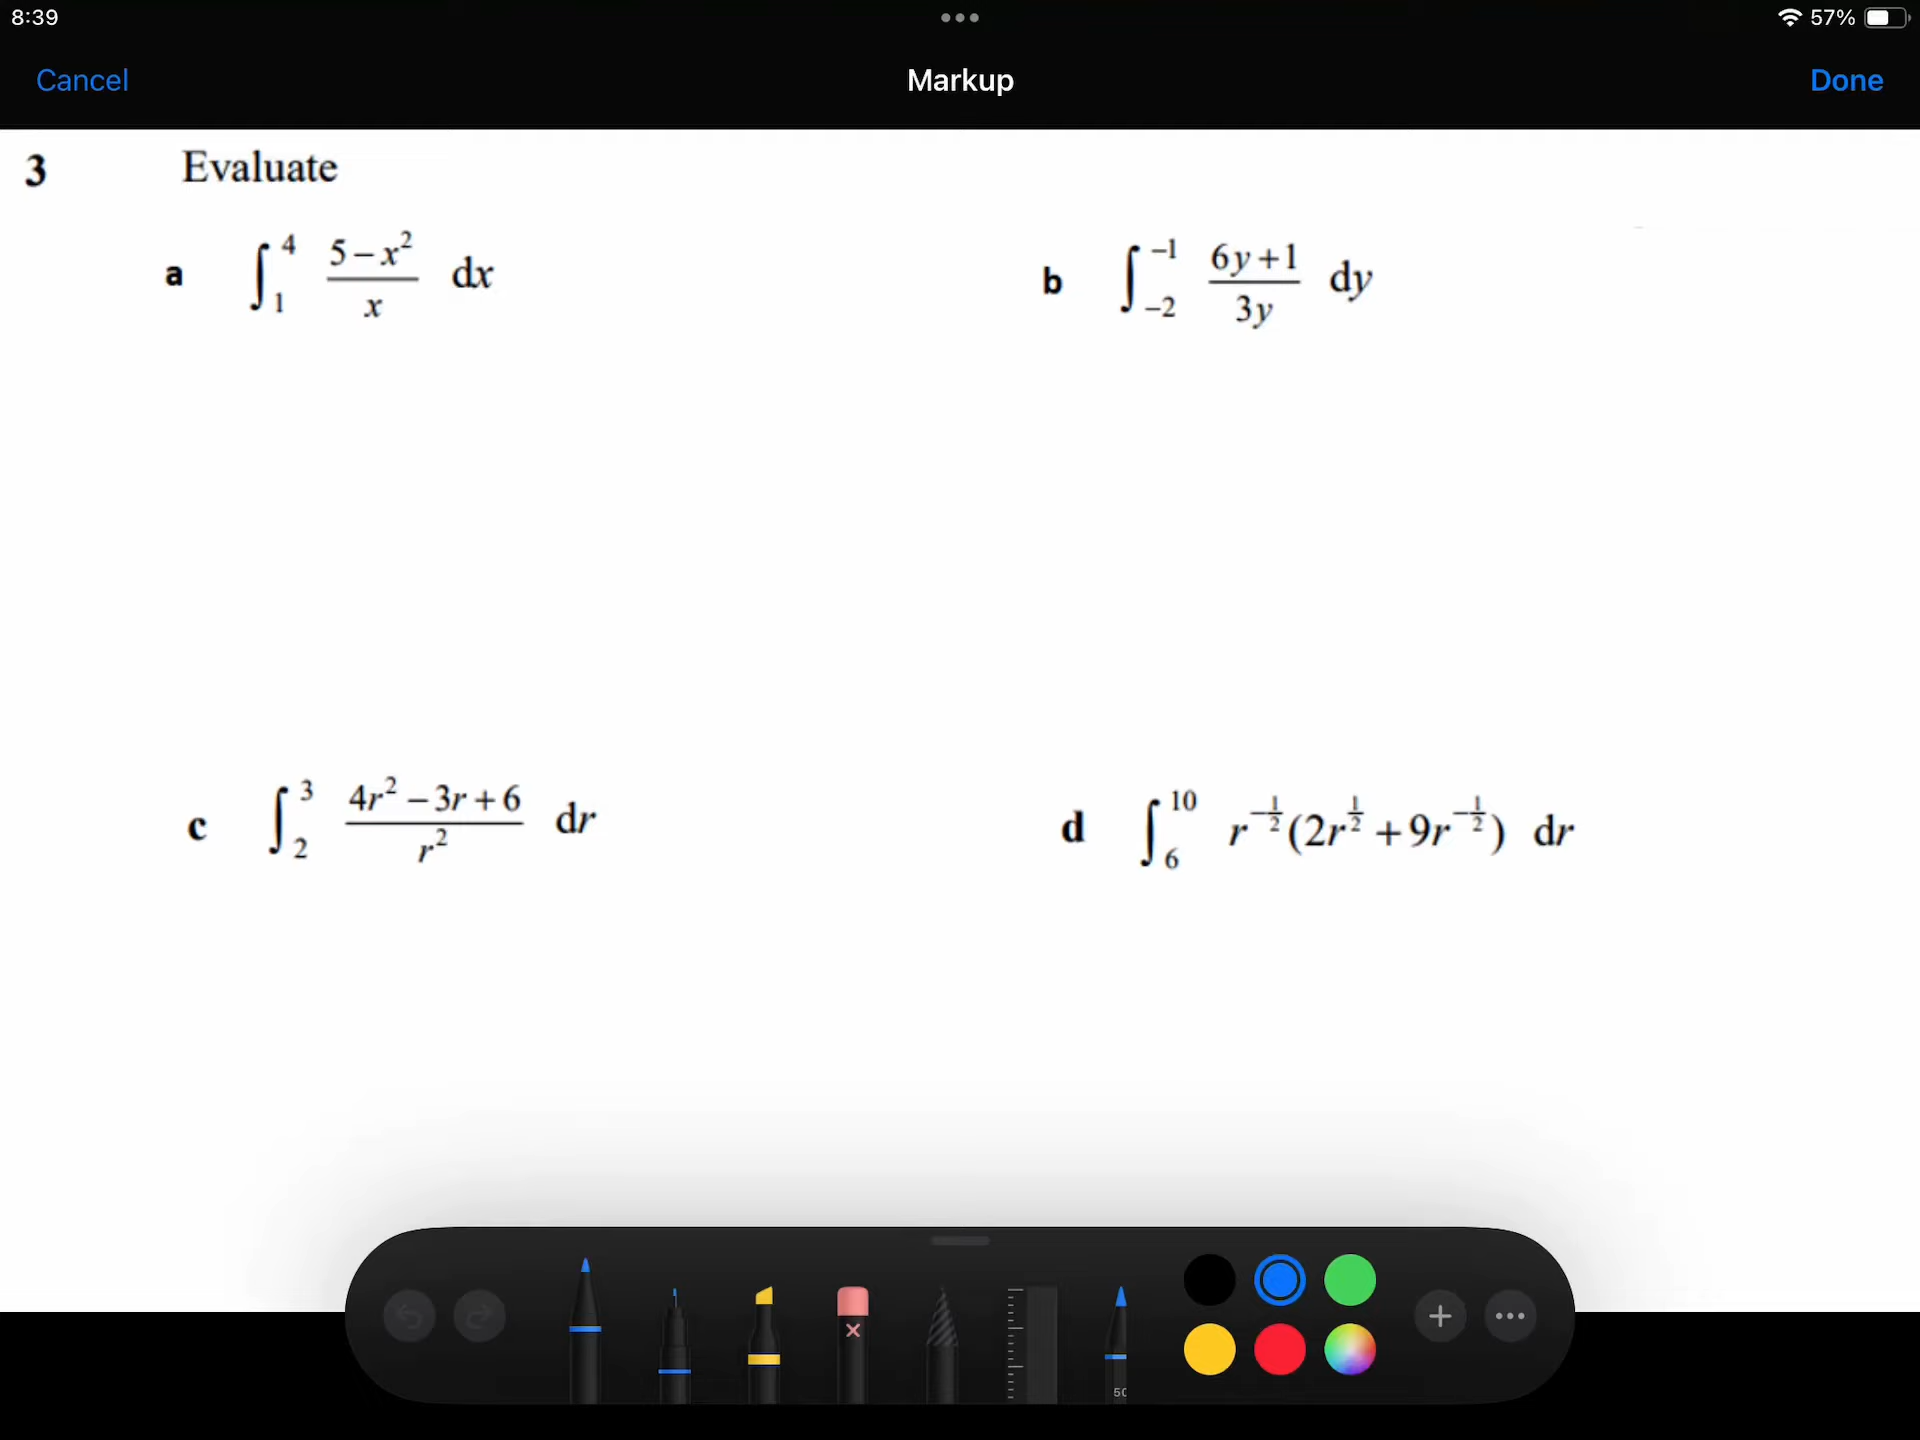 8:39 57%
Cancel Markup Done
3 Evaluate
a ∫₁⁴ (5 − x²)/x dx
b ∫₋₂⁻¹ (6y + 1)/(3y) dy
c ∫₂³ (4r² − 3r + 6)/r² dr
d ∫₆¹⁰ r^(−1/2)(2r^(1/2) + 9r^(−1/2)) dr
50